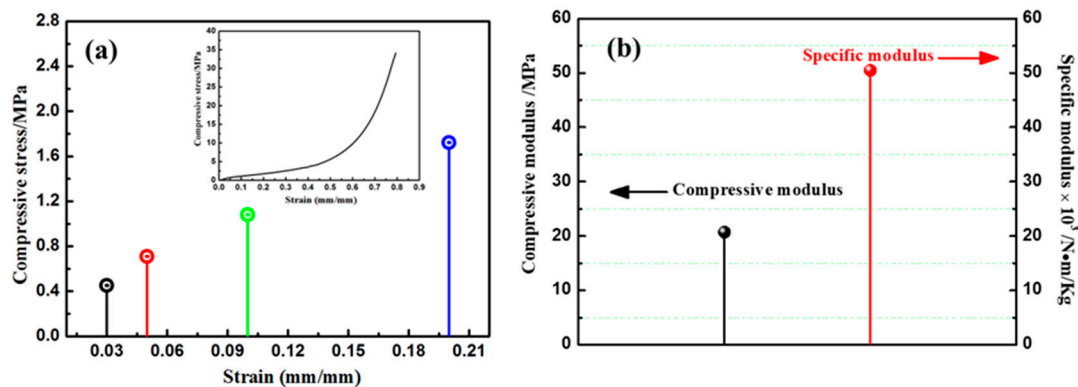 (a)
Compressive stress/MPa
2.8
2.4
2.0
1.6
1.2
0.8
0.4
0.0
0.03 0.06 0.09 0.12 0.15 0.18 0.21
Strain (mm/mm)
Compressive stress/MPa
40
35
30
25
20
15
10
5
0
0.0 0.1 0.2 0.3 0.4 0.5 0.6 0.7 0.8 0.9
Strain (mm/mm)
(b)
Compressive modulus /MPa
60
50
40
30
20
10
0
Specific modulus
Compressive modulus
60
50
40
30
20
10
0
Specific modulus × 10³ /N•m/Kg